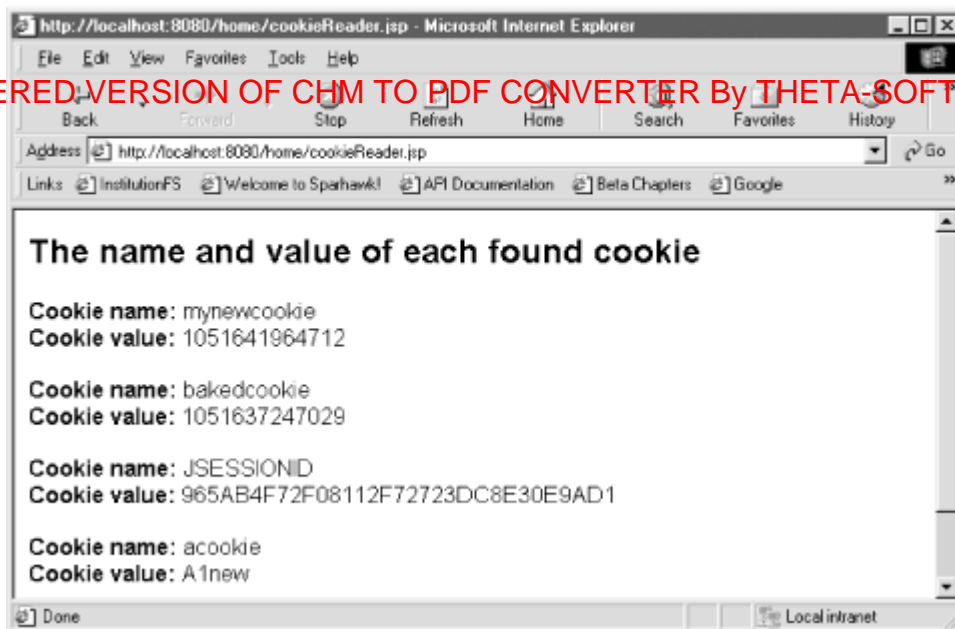 http://localhost:8080/home/cookieReader.jsp - Microsoft Internet Explorer
File Edit View Favorites Tools Help
ERED VERSION OF CHM TO PDF CONVERTER By THETA-SOFT
Back Forward Stop Refresh Home Search Favorites History
Address http://localhost:8080/home/cookieReader.jsp Go
Links InstitutionFS Welcome to Sparhawk! API Documentation Beta Chapters Google
The name and value of each found cookie
Cookie name: mynewcookie
Cookie value: 1051641964712
Cookie name: bakedcookie
Cookie value: 1051637247029
Cookie name: JSESSIONID
Cookie value: 965AB4F72F08112F72723DC8E30E9AD1
Cookie name: acookie
Cookie value: A1new
Done Local intranet